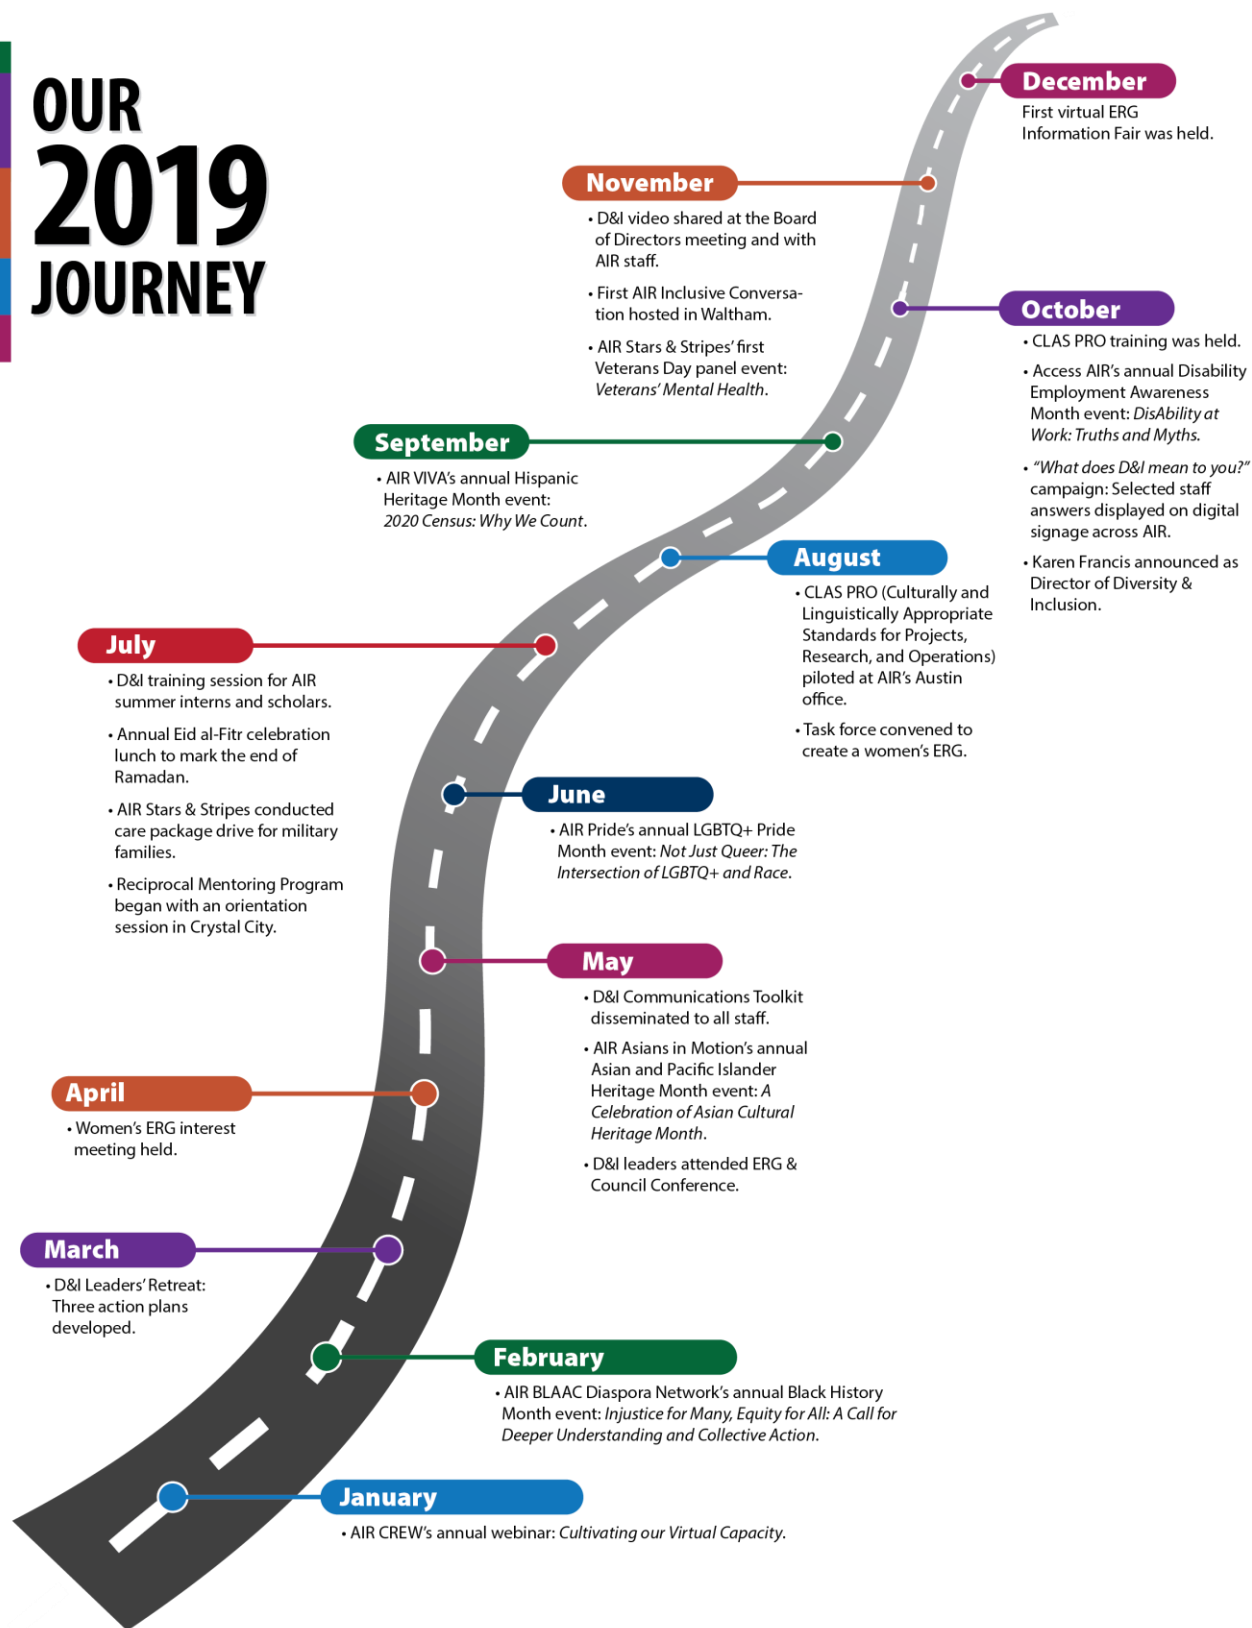 OUR
2019
JOURNEY
December
First virtual ERG
Information Fair was held.
November
• D&I video shared at the Board
of Directors meeting and with
AIR staff.
• First AIR Inclusive Conversa-
tion hosted in Waltham.
• AIR Stars & Stripes’ first
Veterans Day panel event:
Veterans’ Mental Health.
October
• CLAS PRO training was held.
• Access AIR’s annual Disability
Employment Awareness
Month event: DisAbility at
Work: Truths and Myths.
• “What does D&I mean to you?”
campaign: Selected staff
answers displayed on digital
signage across AIR.
• Karen Francis announced as
Director of Diversity &
Inclusion.
September
• AIR VIVA’s annual Hispanic
Heritage Month event:
2020 Census: Why We Count.
August
• CLAS PRO (Culturally and
Linguistically Appropriate
Standards for Projects,
Research, and Operations)
piloted at AIR’s Austin
office.
• Task force convened to
create a women’s ERG.
July
• D&I training session for AIR
summer interns and scholars.
• Annual Eid al-Fitr celebration
lunch to mark the end of
Ramadan.
• AIR Stars & Stripes conducted
care package drive for military
families.
• Reciprocal Mentoring Program
began with an orientation
session in Crystal City.
June
• AIR Pride’s annual LGBTQ+ Pride
Month event: Not Just Queer: The
Intersection of LGBTQ+ and Race.
May
• D&I Communications Toolkit
disseminated to all staff.
• AIR Asians in Motion’s annual
Asian and Pacific Islander
Heritage Month event: A
Celebration of Asian Cultural
Heritage Month.
• D&I leaders attended ERG &
Council Conference.
April
• Women’s ERG interest
meeting held.
March
• D&I Leaders’ Retreat:
Three action plans
developed.
February
• AIR BLAAC Diaspora Network’s annual Black History
Month event: Injustice for Many, Equity for All: A Call for
Deeper Understanding and Collective Action.
January
• AIR CREW’s annual webinar: Cultivating our Virtual Capacity.